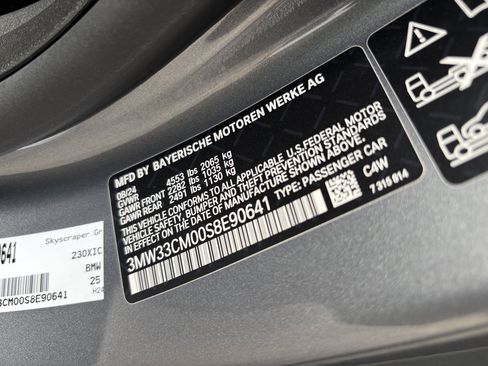 MFD BY BAYERISCHE MOTOREN WERKE AG
08/24
GVWR 4553 lbs 2065 kg
GAWR FRONT 2282 lbs 1035 kg
GAWR REAR 2491 lbs 1130 kg
THIS VEHICLE CONFORMS TO ALL APPLICABLE U.S. FEDERAL MOTOR
VEHICLE SAFETY, BUMPER, AND THEFT PREVENTION STANDARDS
IN EFFECT ON THE DATE OF MANUFACTURE SHOWN ABOVE.
3MW33CM00S8E90641 TYPE: PASSENGER CAR
C4W
7 315 814
90641
Skyscraper Gr
230XIC
BMW
25
H24
3CM00S8E90641